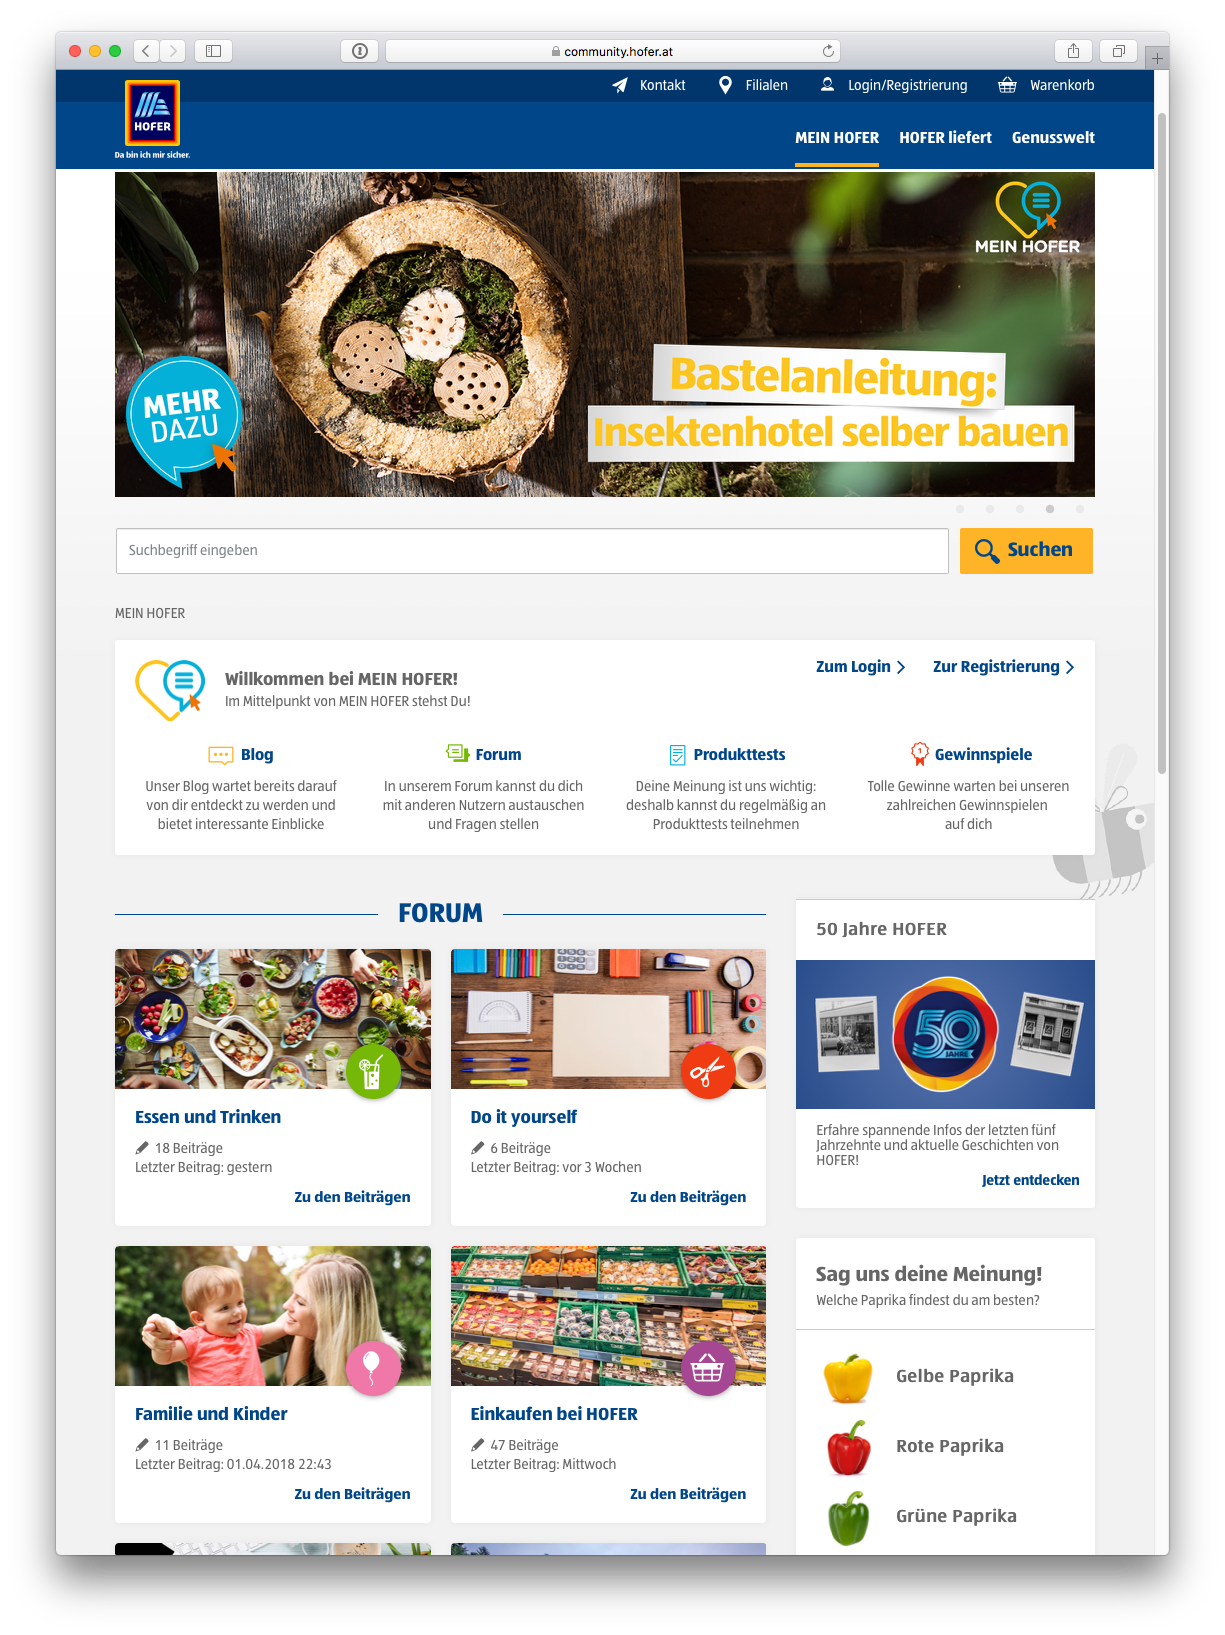 community.hofer.at
Kontakt
Filialen
Login/Registrierung
Warenkorb
HOFER
Da bin ich mir sicher.
MEIN HOFER
HOFER liefert
Genusswelt
MEIN HOFER
Bastelanleitung:
Insektenhotel selber bauen
MEHR
DAZU
Suchbegriff eingeben
Suchen
MEIN HOFER
Willkommen bei MEIN HOFER!
Im Mittelpunkt von MEIN HOFER stehst Du!
Zum Login
Zur Registrierung
Blog
Unser Blog wartet bereits darauf
von dir entdeckt zu werden und
bietet interessante Einblicke
Forum
In unserem Forum kannst du dich
mit anderen Nutzern austauschen
und Fragen stellen
Produkttests
Deine Meinung ist uns wichtig:
deshalb kannst du regelmäßig an
Produkttests teilnehmen
1
Gewinnspiele
Tolle Gewinne warten bei unseren
zahlreichen Gewinnspielen
auf dich
FORUM
Essen und Trinken
18 Beiträge
Letzter Beitrag: gestern
Zu den Beiträgen
Do it yourself
6 Beiträge
Letzter Beitrag: vor 3 Wochen
Zu den Beiträgen
Familie und Kinder
11 Beiträge
Letzter Beitrag: 01.04.2018 22:43
Zu den Beiträgen
Einkaufen bei HOFER
47 Beiträge
Letzter Beitrag: Mittwoch
Zu den Beiträgen
50 Jahre HOFER
50
JAHRE
Erfahre spannende Infos der letzten fünf
Jahrzehnte und aktuelle Geschichten von
HOFER!
Jetzt entdecken
Sag uns deine Meinung!
Welche Paprika findest du am besten?
Gelbe Paprika
Rote Paprika
Grüne Paprika